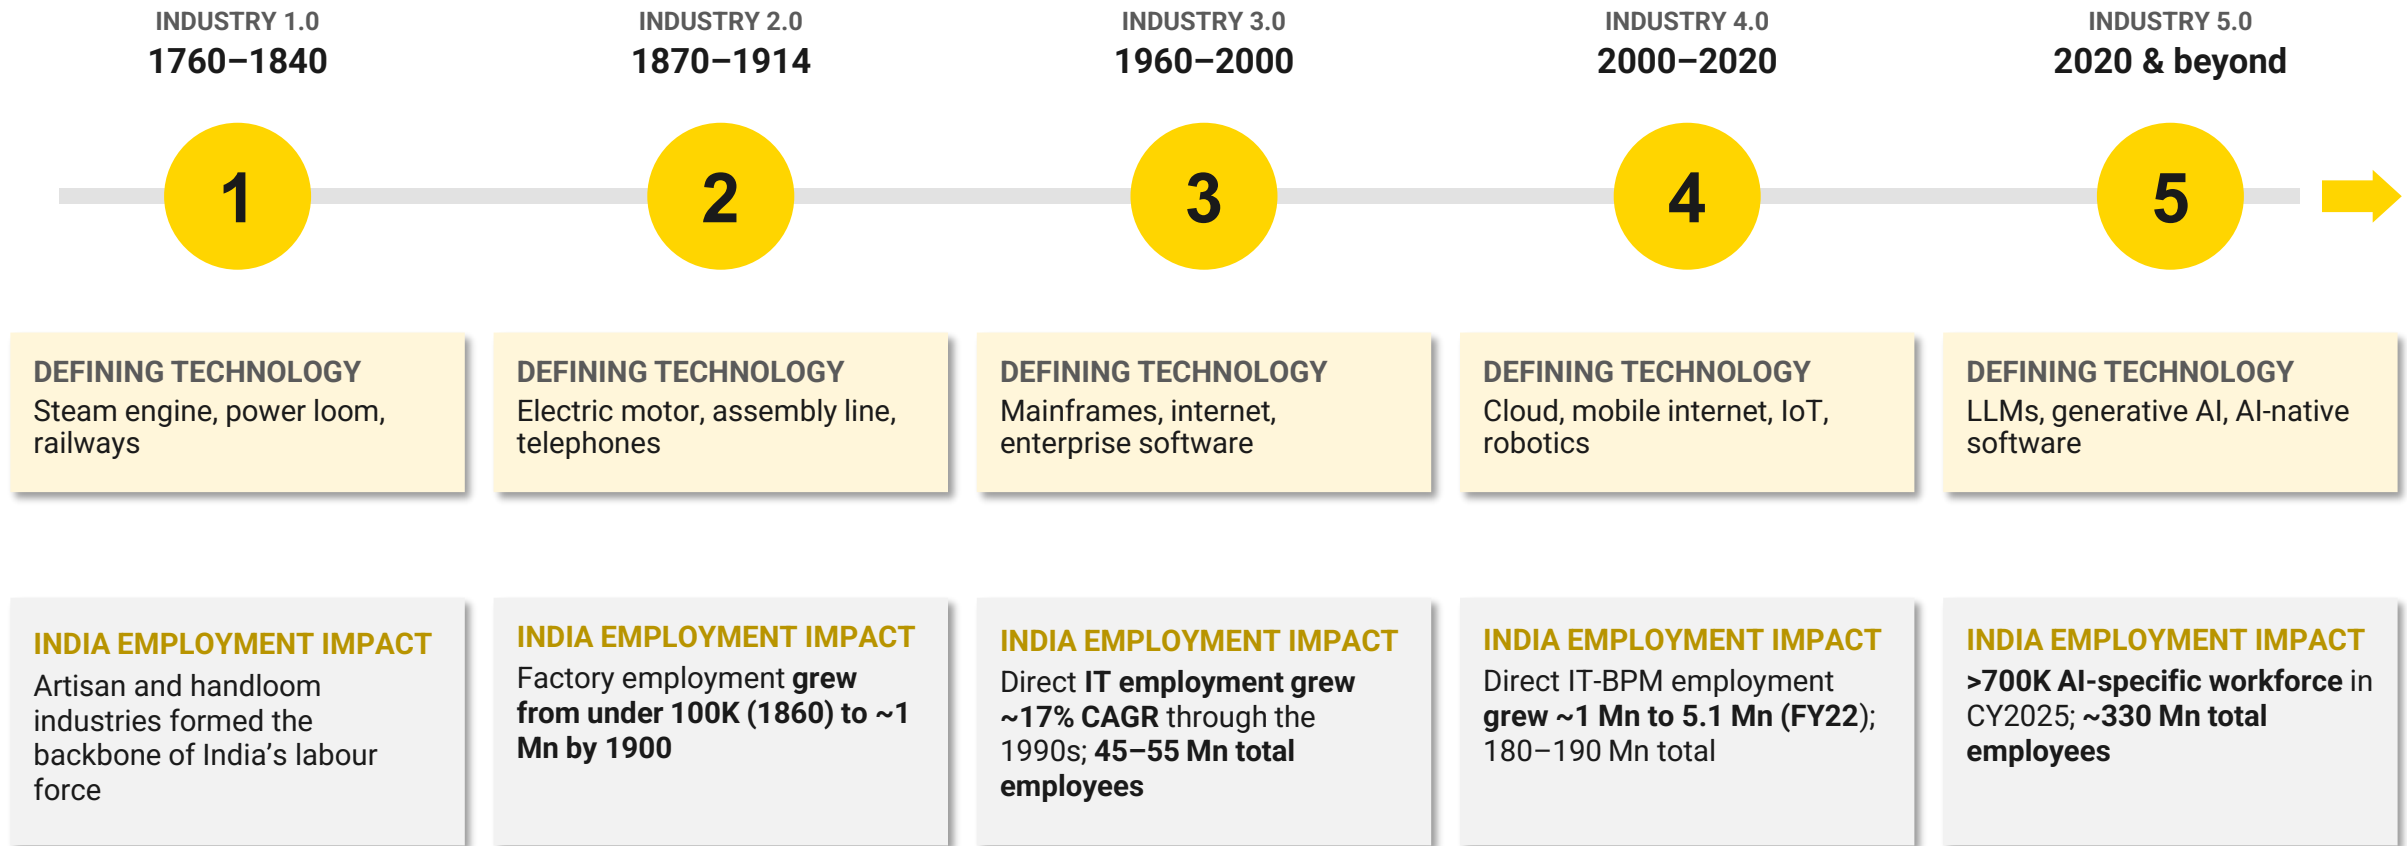 INDUSTRY 1.0
1760–1840
INDUSTRY 2.0
1870–1914
INDUSTRY 3.0
1960–2000
INDUSTRY 4.0
2000–2020
INDUSTRY 5.0
2020 & beyond
1
2
3
4
5
DEFINING TECHNOLOGY
Steam engine, power loom,
railways
DEFINING TECHNOLOGY
Electric motor, assembly line,
telephones
DEFINING TECHNOLOGY
Mainframes, internet,
enterprise software
DEFINING TECHNOLOGY
Cloud, mobile internet, IoT,
robotics
DEFINING TECHNOLOGY
LLMs, generative AI, AI-native
software
INDIA EMPLOYMENT IMPACT
Artisan and handloom
industries formed the
backbone of India’s labour
force
INDIA EMPLOYMENT IMPACT
Factory employment grew
from under 100K (1860) to ~1
Mn by 1900
INDIA EMPLOYMENT IMPACT
Direct IT employment grew
~17% CAGR through the
1990s; 45–55 Mn total
employees
INDIA EMPLOYMENT IMPACT
Direct IT-BPM employment
grew ~1 Mn to 5.1 Mn (FY22);
180–190 Mn total
INDIA EMPLOYMENT IMPACT
>700K AI-specific workforce in
CY2025; ~330 Mn total
employees